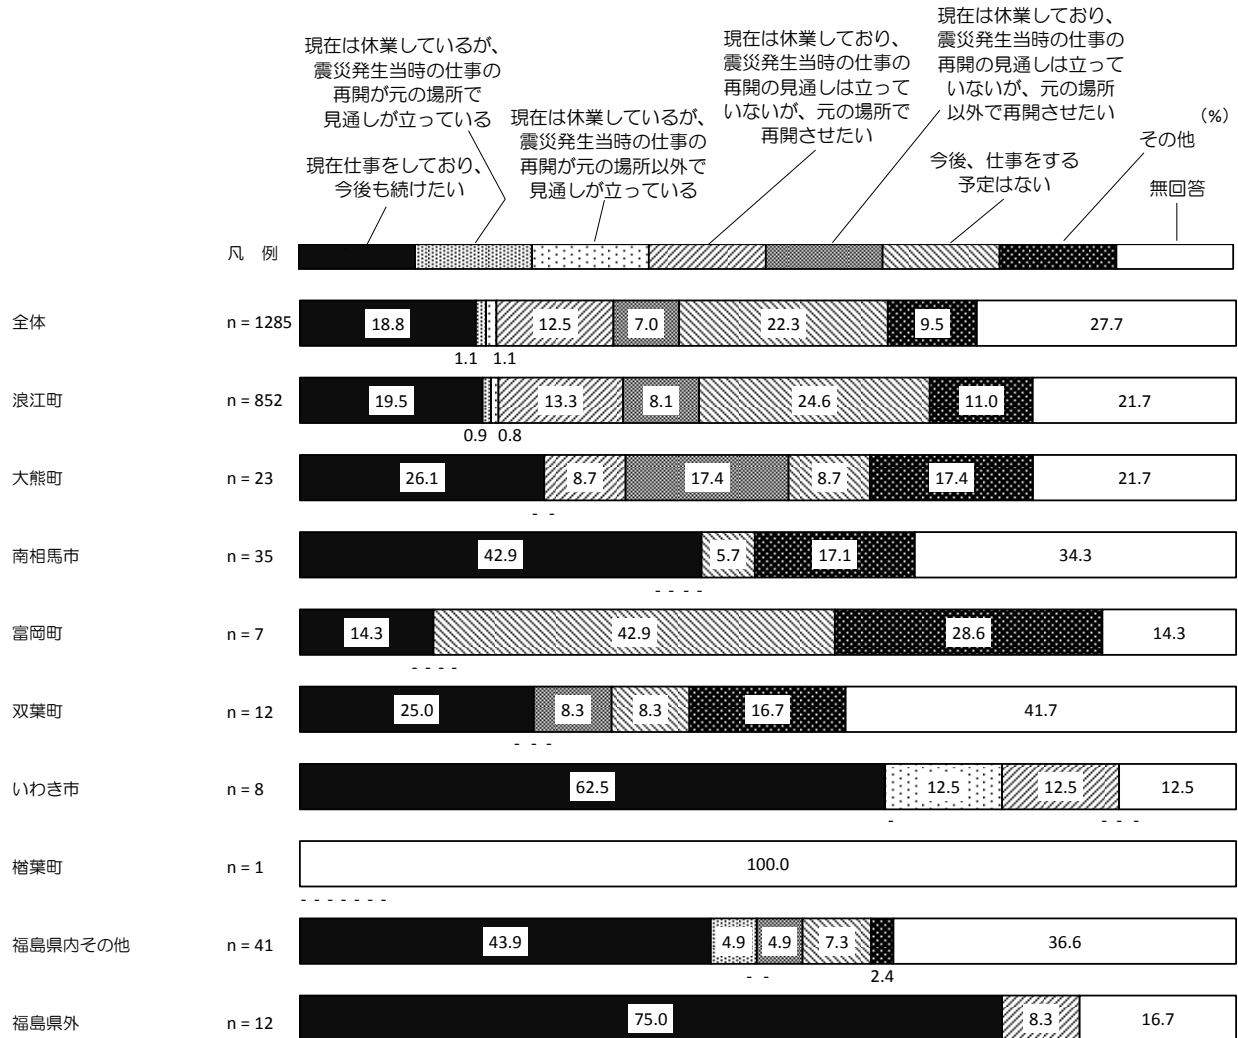 現在は休業しているが、
震災発生当時の仕事の
再開が元の場所で
見通しが立っている
現在仕事をしており、
今後も続けたい
現在は休業しているが、
震災発生当時の仕事の
再開が元の場所以外で
見通しが立っている
現在は休業しており、
震災発生当時の仕事の
再開の見通しは立って
いないが、元の場所で
再開させたい
現在は休業しており、
震災発生当時の仕事の
再開の見通しは立って
いないが、元の場所
以外で再開させたい
今後、仕事をする
予定はない
その他
(%)
無回答
凡 例
全体 n = 1285 18.8 12.5 7.0 22.3 9.5 27.7
1.1 1.1
浪江町 n = 852 19.5 13.3 8.1 24.6 11.0 21.7
0.9 0.8
大熊町 n = 23 26.1 8.7 17.4 8.7 17.4 21.7
- -
南相馬市 n = 35 42.9 5.7 17.1 34.3
- - - -
富岡町 n = 7 14.3 42.9 28.6 14.3
- - - -
双葉町 n = 12 25.0 8.3 8.3 16.7 41.7
- - -
いわき市 n = 8 62.5 12.5 12.5 12.5
- - - -
楢葉町 n = 1 100.0
- - - - - - -
福島県内その他 n = 41 43.9 4.9 4.9 7.3 36.6
- - 2.4
福島県外 n = 12 75.0 8.3 16.7